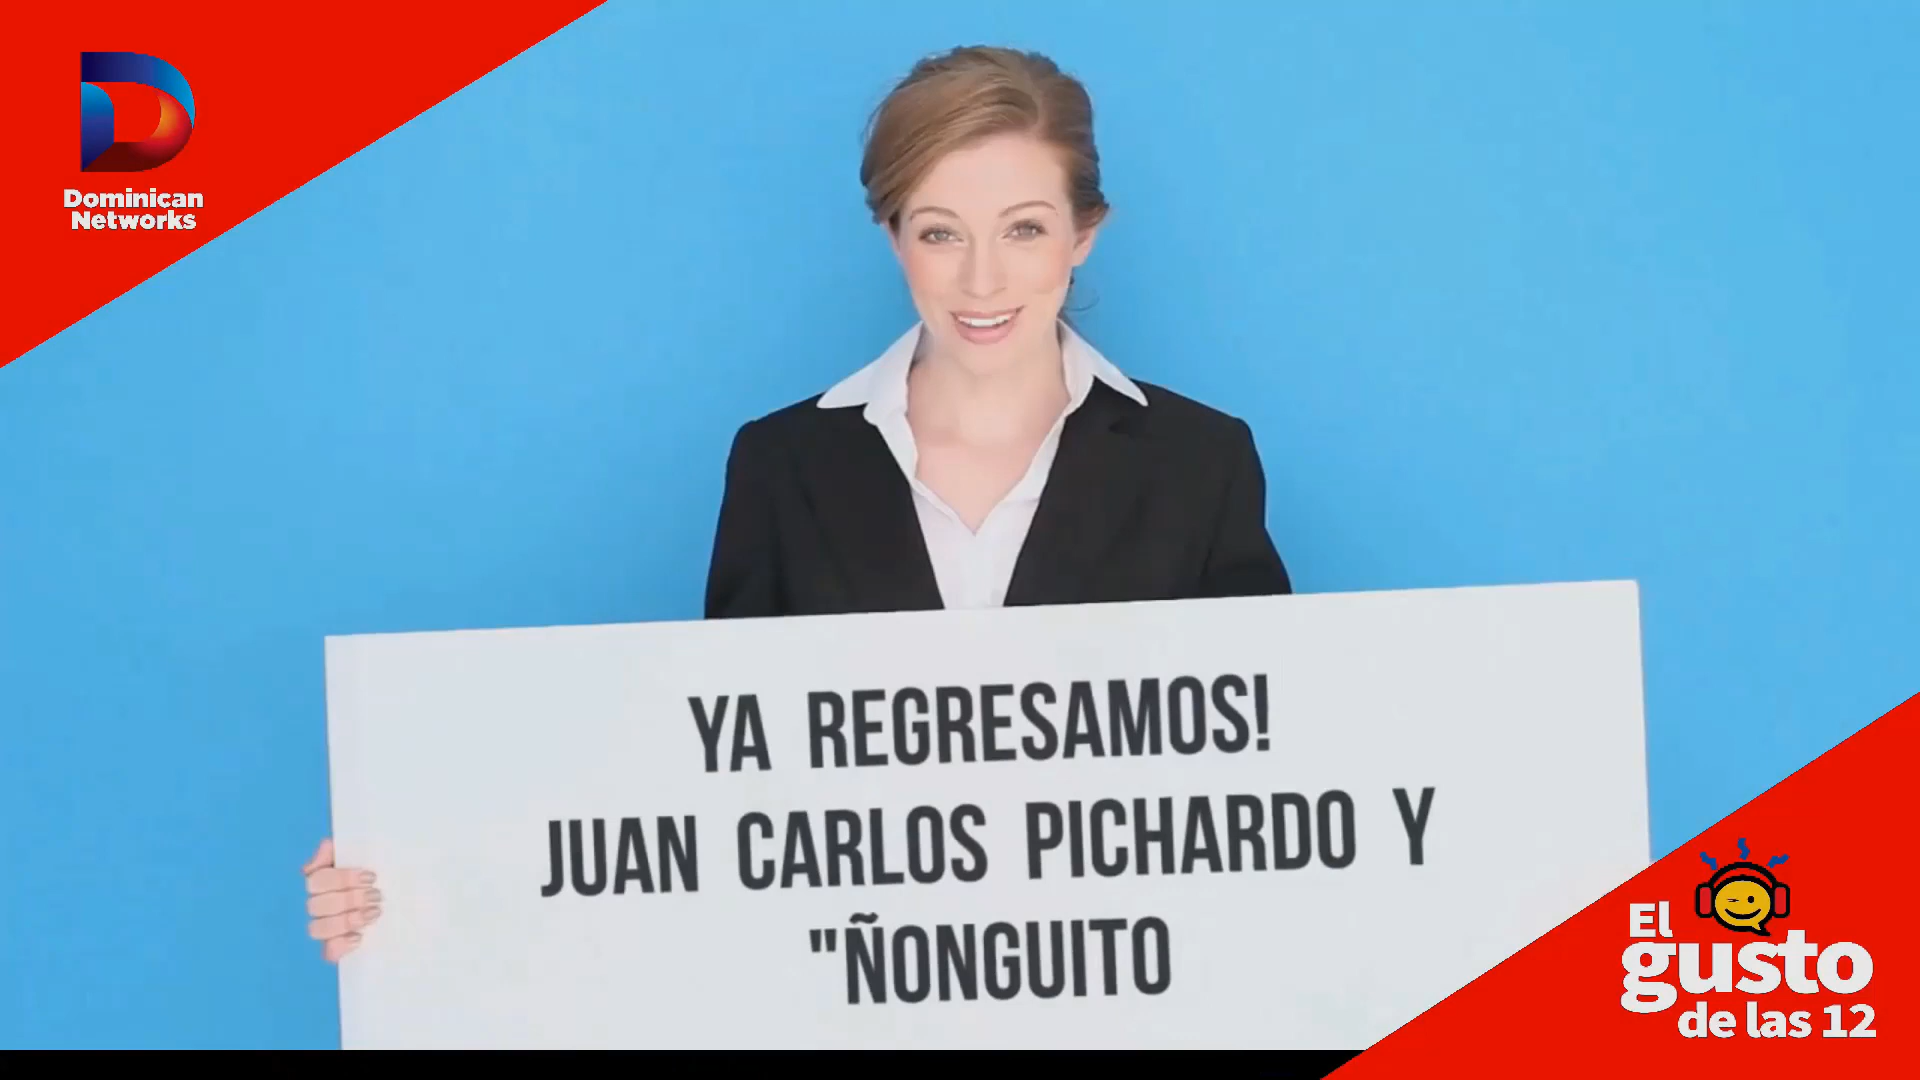 Dominican
Networks
YA REGRESAMOS!
JUAN CARLOS PICHARDO Y
"ÑONGUITO
El
gusto
de las 12